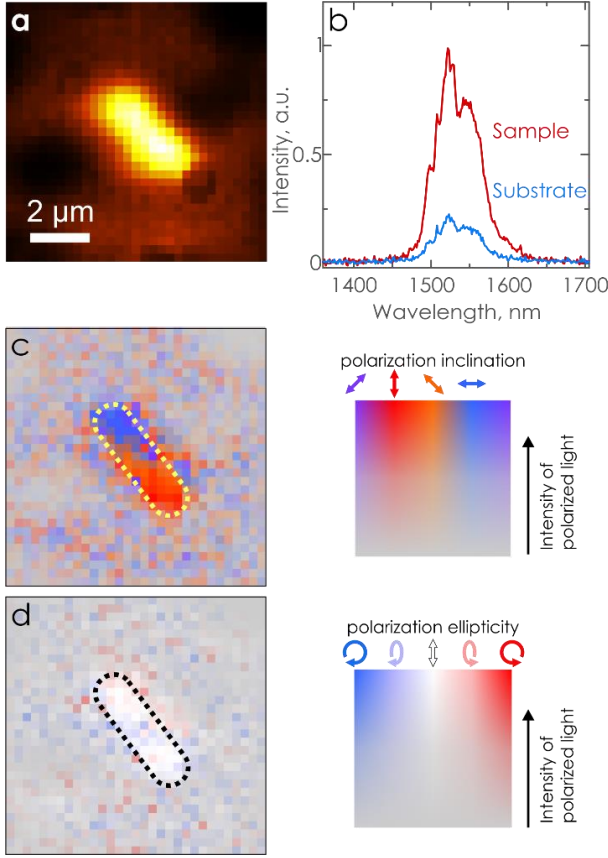 a
2 μm
b
Intensity, a.u.
1
0.5
0
Sample
Substrate
1400
1500
1600
1700
Wavelength, nm
c
polarization inclination
Intensity of
polarized light
d
polarization ellipticity
Intensity of
polarized light